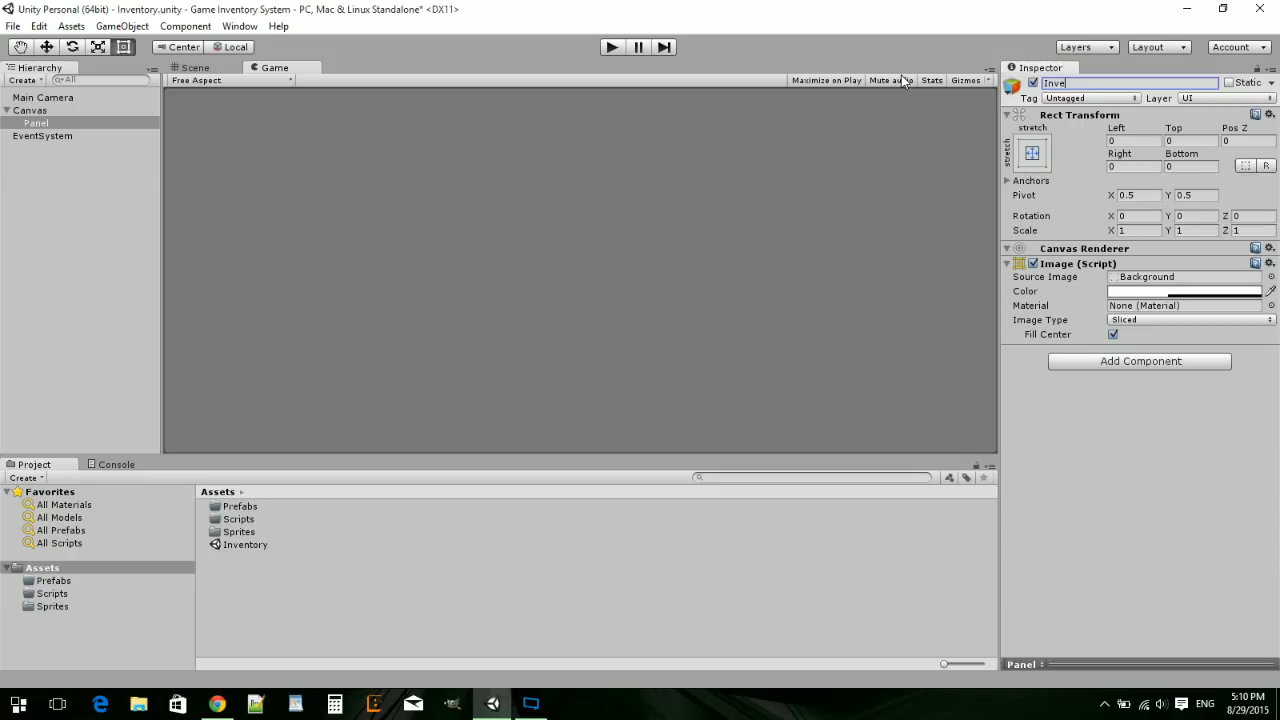 Unity Personal (64bit) - Inventory.unity - Game Inventory System - PC, Mac & Linux Standalone* <DX11>
File Edit Assets GameObject Component Window Help
Center Local Layers Layout Account
Hierarchy Scene Game Inspector
Create All Free Aspect Maximize on Play Stats Gizmos Inve Static
Main Camera Tag Untagged Layer UI
Canvas Rect Transform
Panel stretch Left Top Pos Z
EventSystem stretch 0 0 0
Right Bottom
0 0 R
Anchors
Pivot X 0.5 Y 0.5
Rotation X 0 Y 0 Z 0
Scale X 1 Y 1 Z 1
Canvas Renderer
Image (Script)
Source Image Background
Color
Material None (Material)
Image Type Sliced
Fill Center
Add Component
Project Console
Create
Favorites Assets
All Materials Prefabs
All Models Scripts
All Prefabs Sprites
All Scripts Inventory
Assets
Prefabs
Scripts
Sprites
Panel
5:10 PM
ENG
8/29/2015